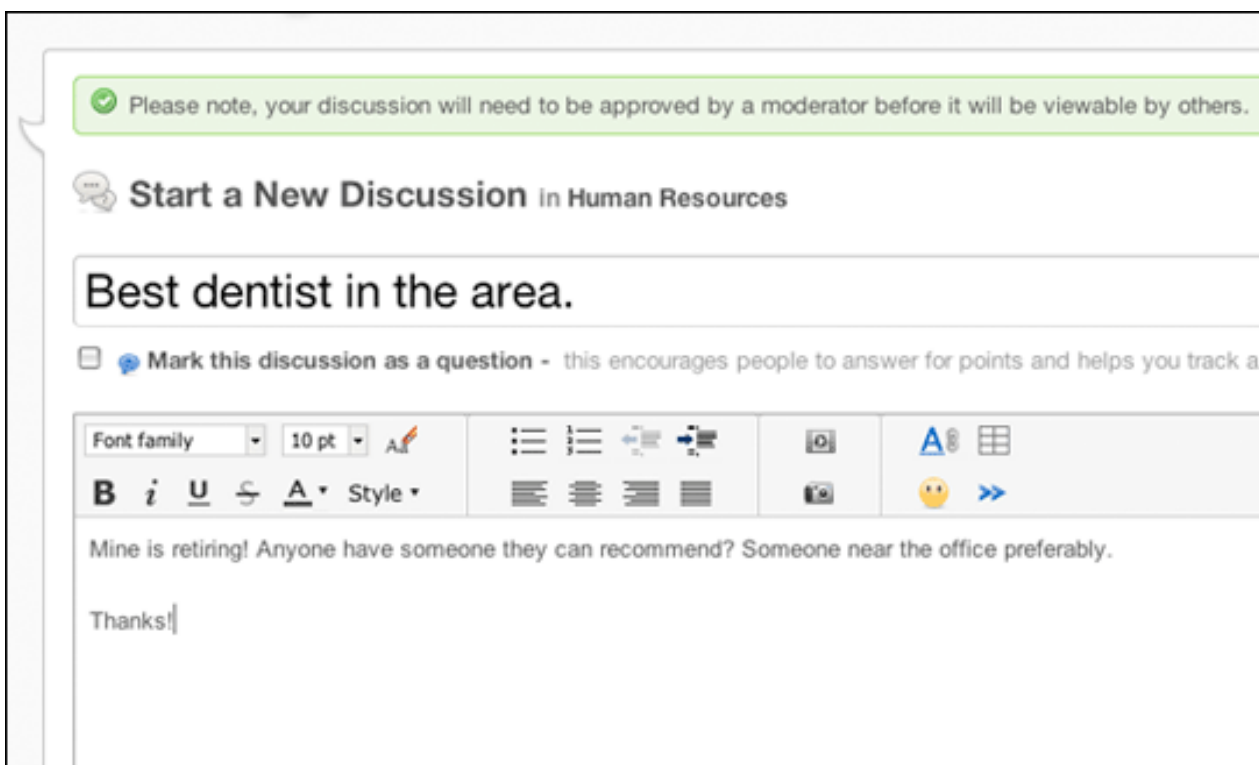 Please note, your discussion will need to be approved by a moderator before it will be viewable by others.
Start a New Discussion in Human Resources
Best dentist in the area.
Mark this discussion as a question - this encourages people to answer for points and helps you track a
Font family 10 pt
B i U S A Style
Mine is retiring! Anyone have someone they can recommend? Someone near the office preferably.
Thanks!